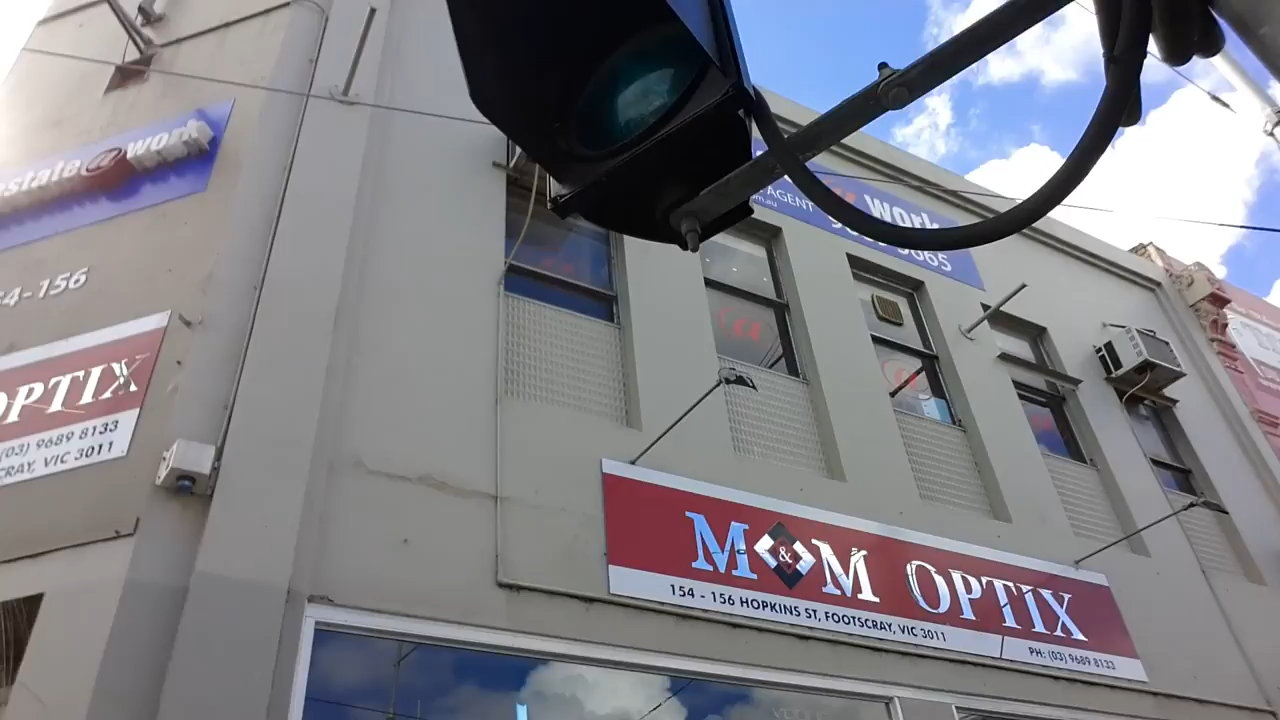 estate@work
54-156
OPTIX
(03) 9689 8133
CRAY, VIC 3011
AGENT
work
.au
M & M OPTIX
154 - 156 HOPKINS ST, FOOTSCRAY, VIC 3011
PH: (03) 9689 8133